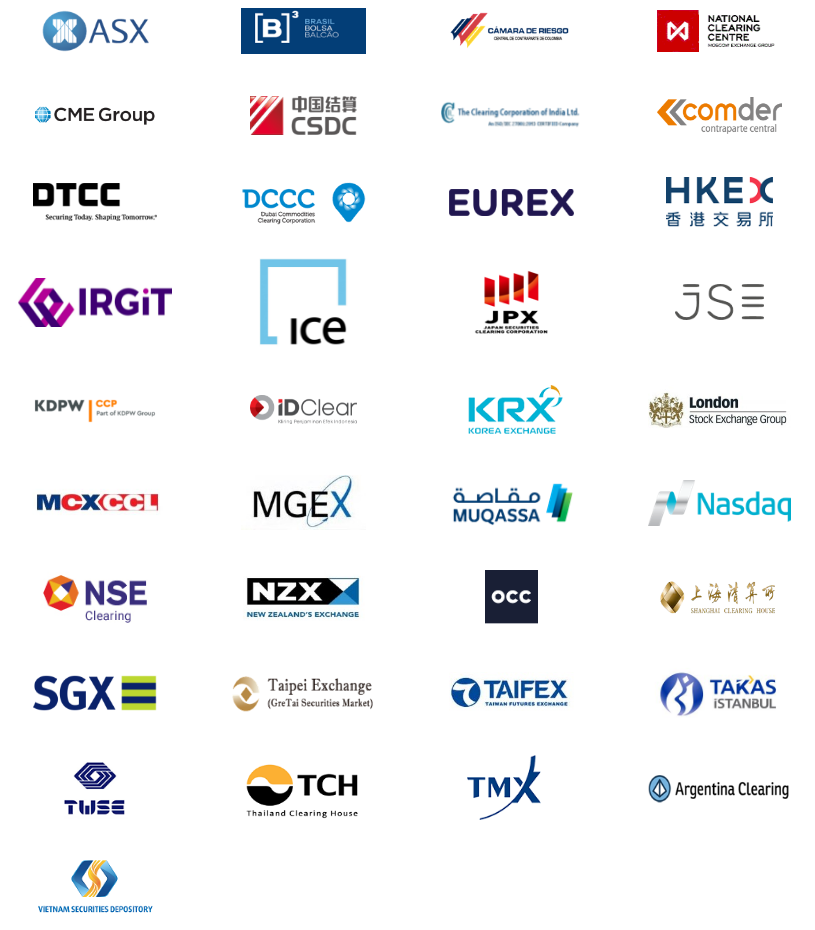 ASX
[B]³
BRASIL
BOLSA
BALCÃO
CÁMARA DE RIESGO
CENTRAL DE CONTRAPARTE DE COLOMBIA
NATIONAL
CLEARING
CENTRE
MOSCOW EXCHANGE GROUP
CME Group
中国结算
CSDC
The Clearing Corporation of India Ltd.
comder
contraparte central
DTCC
Securing Today. Shaping Tomorrow.®
DCCC
Dubai Commodities
Clearing Corporation
EUREX
HKEX
香港交易所
IRGiT
ice
JPX
JAPAN SECURITIES
CLEARING CORPORATION
JSE
KDPW
CCP
Part of KDPW Group
iDClear
Kliring Penjaminan Efek Indonesia
KRX
KOREA EXCHANGE
London
Stock Exchange Group
MCXCCL
MGEX
مقاصة
MUQASSA
Nasdaq
NSE
Clearing
NZX
NEW ZEALAND'S EXCHANGE
OCC
上海清算所
SHANGHAI CLEARING HOUSE
SGX
Taipei Exchange
(GreTai Securities Market)
TAIFEX
TAIWAN FUTURES EXCHANGE
TAKAS
iSTANBUL
TWSE
TCH
Thailand Clearing House
TMX
Argentina Clearing
VIETNAM SECURITIES DEPOSITORY